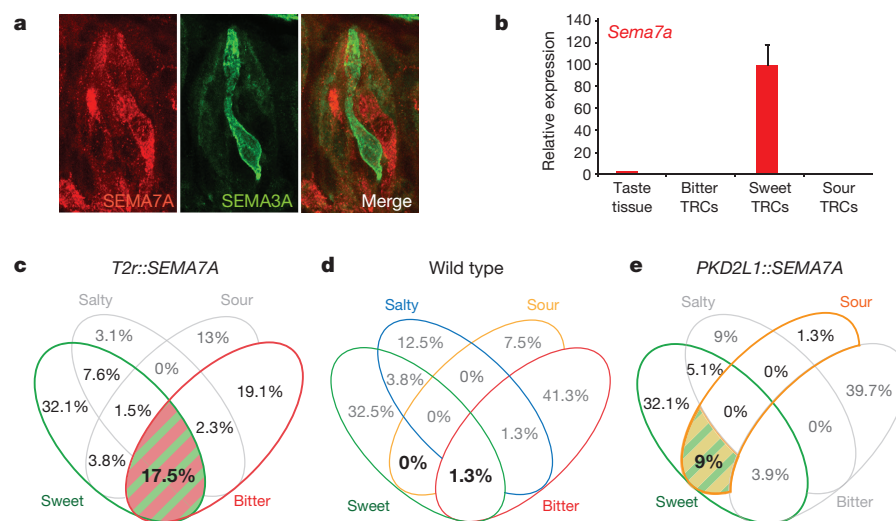 a
SEMA7A
SEMA3A
Merge
b
Sema7a
Relative expression
140
120
100
80
60
40
20
0
Taste tissue
Bitter TRCs
Sweet TRCs
Sour TRCs
c
T2r::SEMA7A
Salty
Sour
3.1%
13%
7.6%
0%
32.1%
1.5%
19.1%
2.3%
3.8%
17.5%
Sweet
Bitter
d
Wild type
Salty
Sour
12.5%
7.5%
3.8%
0%
32.5%
0%
41.3%
1.3%
0%
1.3%
Sweet
Bitter
e
PKD2L1::SEMA7A
Salty
Sour
9%
1.3%
5.1%
0%
32.1%
0%
39.7%
0%
9%
3.9%
Sweet
Bitter